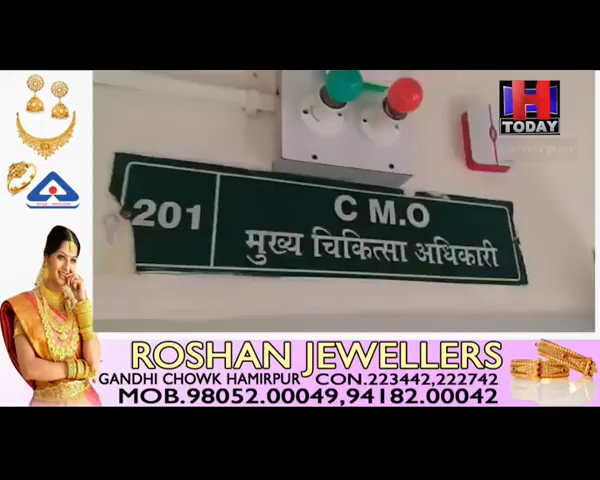 H
TODAY
201
C M.O
मुख्य चिकित्सा अधिकारी
ROSHAN JEWELLERS
GANDHI CHOWK HAMIRPUR CON.223442,222742
MOB.98052.00049,94182.00042